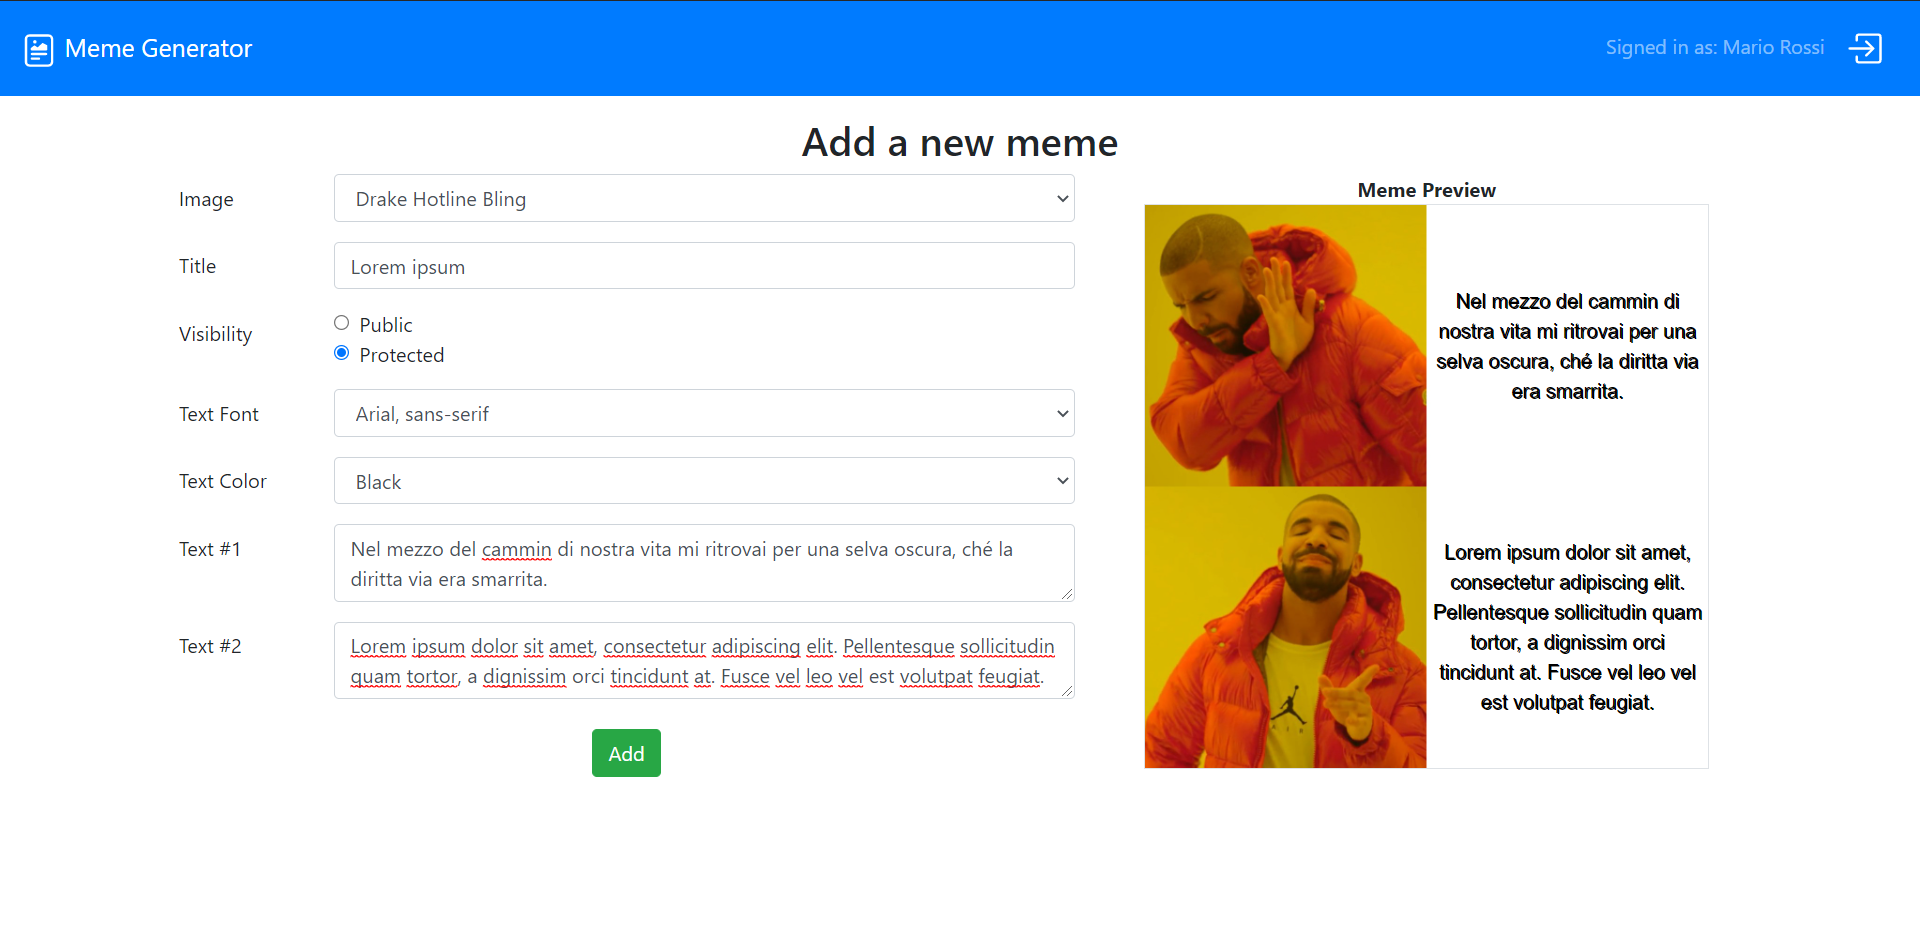 Meme Generator
Signed in as: Mario Rossi
Add a new meme
Image
Drake Hotline Bling
Title
Lorem ipsum
Visibility
Public
Protected
Text Font
Arial, sans-serif
Text Color
Black
Text #1
Nel mezzo del cammin di nostra vita mi ritrovai per una selva oscura, ché la
diritta via era smarrita.
Text #2
Lorem ipsum dolor sit amet, consectetur adipiscing elit. Pellentesque sollicitudin
quam tortor, a dignissim orci tincidunt at. Fusce vel leo vel est volutpat feugiat.
Add
Meme Preview
Nel mezzo del cammin di
nostra vita mi ritrovai per una
selva oscura, ché la diritta via
era smarrita.
Lorem ipsum dolor sit amet,
consectetur adipiscing elit.
Pellentesque sollicitudin quam
tortor, a dignissim orci
tincidunt at. Fusce vel leo vel
est volutpat feugiat.